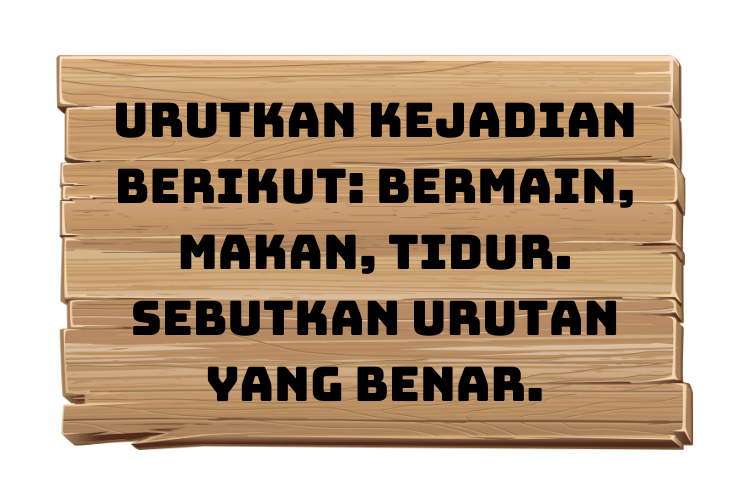 URUTKAN KEJADIAN
BERIKUT: BERMAIN,
MAKAN, TIDUR.
SEBUTKAN URUTAN
YANG BENAR.